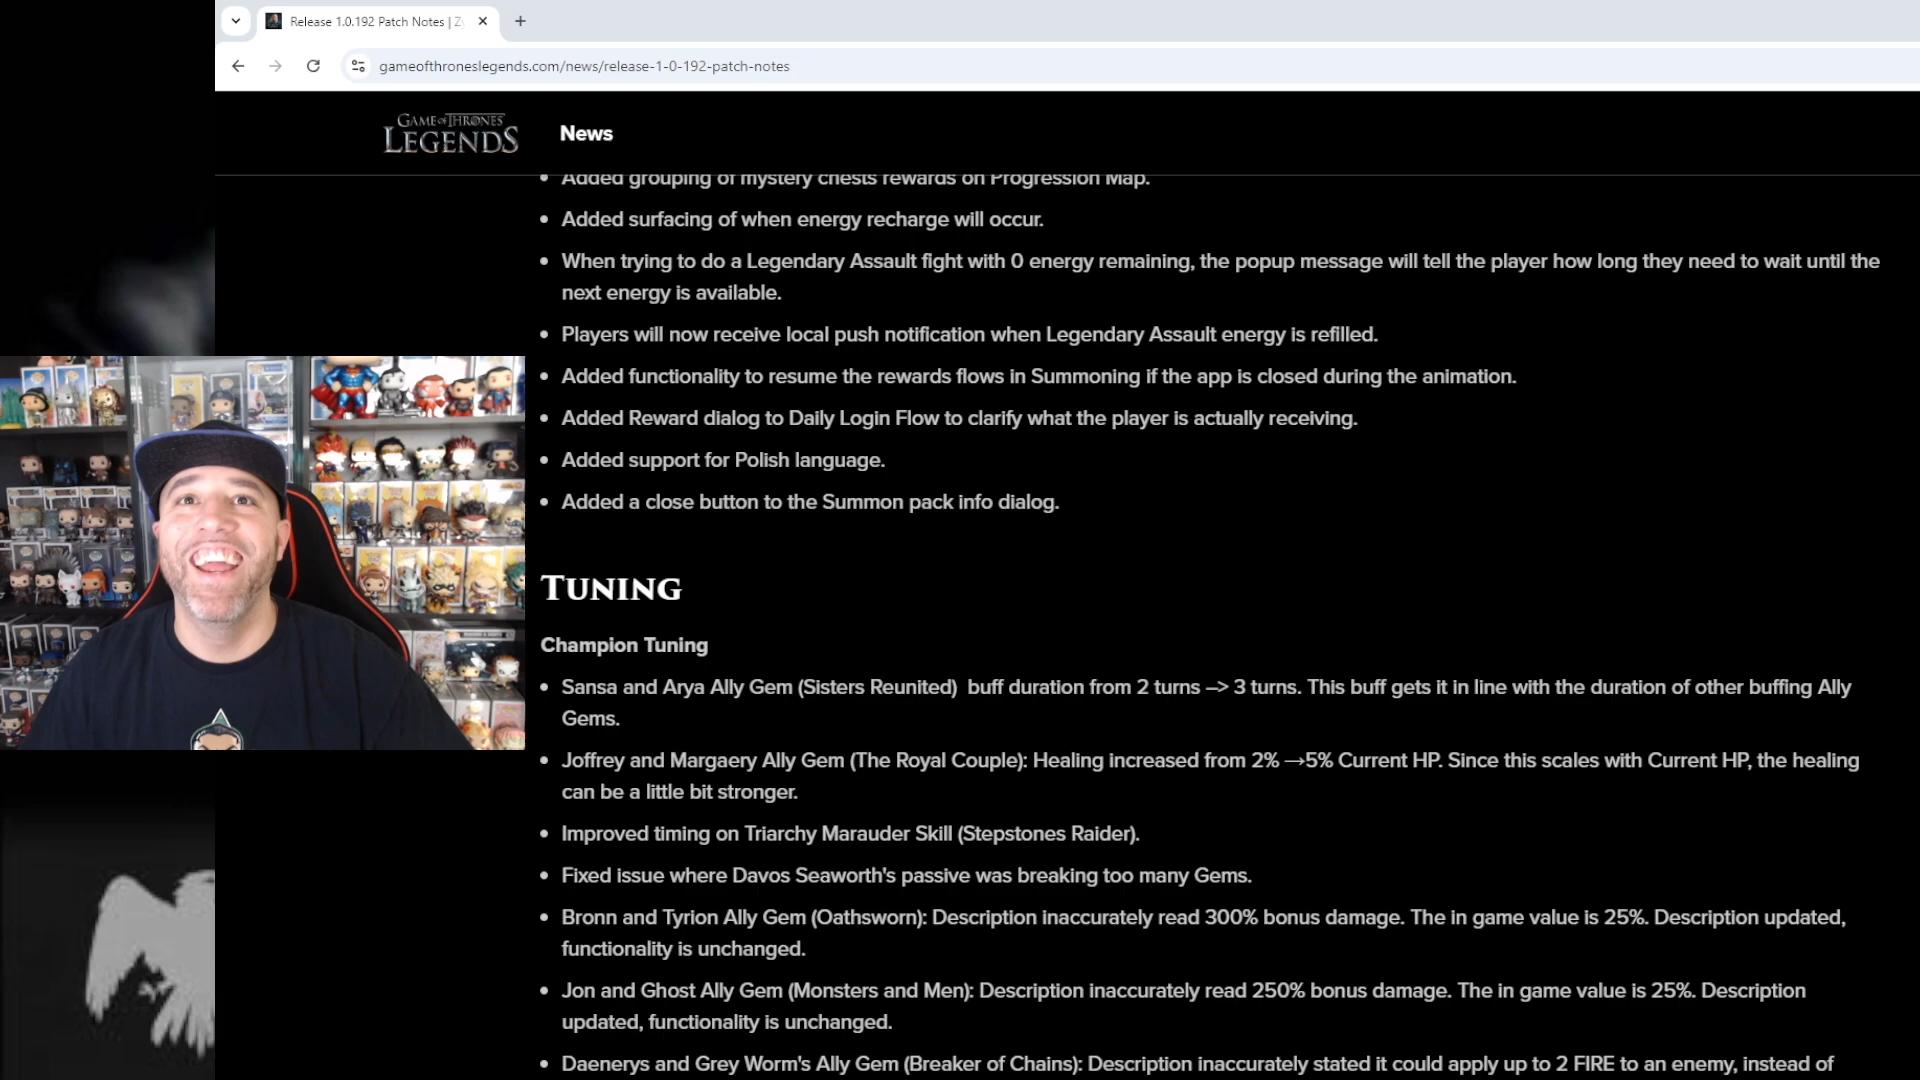 Release 1.0.192 Patch Notes | Zy
gameofthroneslegends.com/news/release-1-0-192-patch-notes
GAME OF THRONES
LEGENDS
News
Added grouping of mystery chests rewards on Progression Map.
• Added surfacing of when energy recharge will occur.
• When trying to do a Legendary Assault fight with 0 energy remaining, the popup message will tell the player how long they need to wait until the
next energy is available.
• Players will now receive local push notification when Legendary Assault energy is refilled.
• Added functionality to resume the rewards flows in Summoning if the app is closed during the animation.
• Added Reward dialog to Daily Login Flow to clarify what the player is actually receiving.
• Added support for Polish language.
• Added a close button to the Summon pack info dialog.
TUNING
Champion Tuning
• Sansa and Arya Ally Gem (Sisters Reunited)  buff duration from 2 turns –> 3 turns. This buff gets it in line with the duration of other buffing Ally
Gems.
• Joffrey and Margaery Ally Gem (The Royal Couple): Healing increased from 2% →5% Current HP. Since this scales with Current HP, the healing
can be a little bit stronger.
• Improved timing on Triarchy Marauder Skill (Stepstones Raider).
• Fixed issue where Davos Seaworth's passive was breaking too many Gems.
• Bronn and Tyrion Ally Gem (Oathsworn): Description inaccurately read 300% bonus damage. The in game value is 25%. Description updated,
functionality is unchanged.
• Jon and Ghost Ally Gem (Monsters and Men): Description inaccurately read 250% bonus damage. The in game value is 25%. Description
updated, functionality is unchanged.
• Daenerys and Grey Worm's Ally Gem (Breaker of Chains): Description inaccurately stated it could apply up to 2 FIRE to an enemy, instead of